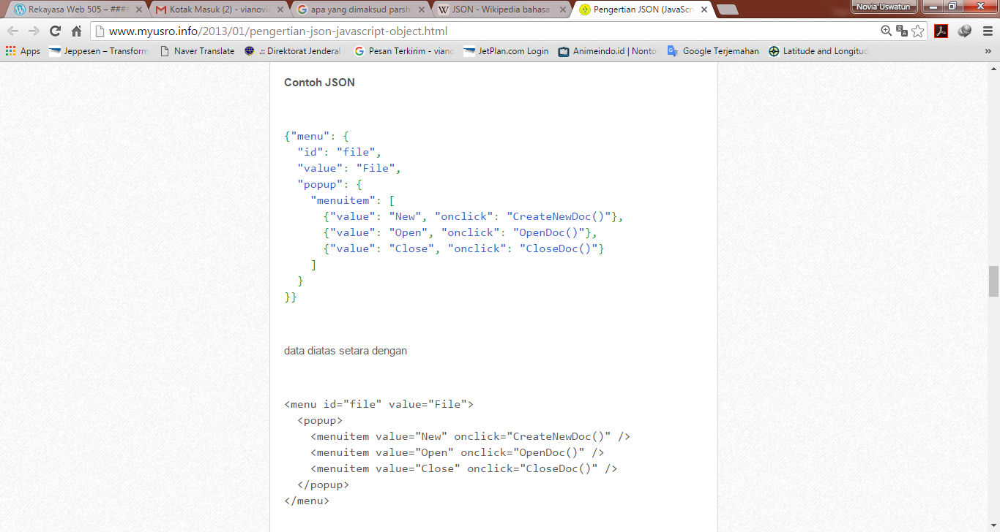 Rekayasa Web 505 – ####
Kotak Masuk (2) - vianovi
apa yang dimaksud parsh
JSON - Wikipedia bahasa
Pengertian JSON (JavaScri
Novia Uswatun
www.myusro.info/2013/01/pengertian-json-javascript-object.html
Apps
Jeppesen – Transform
Naver Translate
.:: Direktorat Jenderal
Pesan Terkirim - viano
JetPlan.com Login
Animeindo.id | Nonto
Google Terjemahan
Latitude and Longitud
»
Contoh JSON
{"menu": {
  "id": "file",
  "value": "File",
  "popup": {
    "menuitem": [
      {"value": "New", "onclick": "CreateNewDoc()"},
      {"value": "Open", "onclick": "OpenDoc()"},
      {"value": "Close", "onclick": "CloseDoc()"}
    ]
  }
}}
data diatas setara dengan
<menu id="file" value="File">
  <popup>
    <menuitem value="New" onclick="CreateNewDoc()" />
    <menuitem value="Open" onclick="OpenDoc()" />
    <menuitem value="Close" onclick="CloseDoc()" />
  </popup>
</menu>